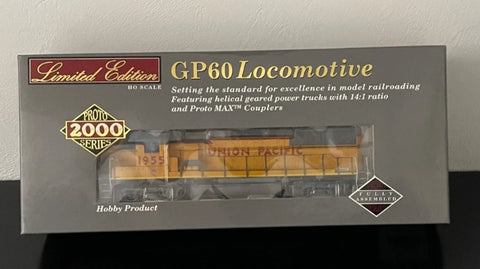 Limited Edition
HO SCALE
GP60 Locomotive
Setting the standard for excellence in model railroading
Featuring helical geared power trucks with 14:1 ratio
and Proto MAX™ Couplers
PROTO
2000
SERIES
1955
UNION PACIFIC
Hobby Product
FULLY
ASSEMBLED